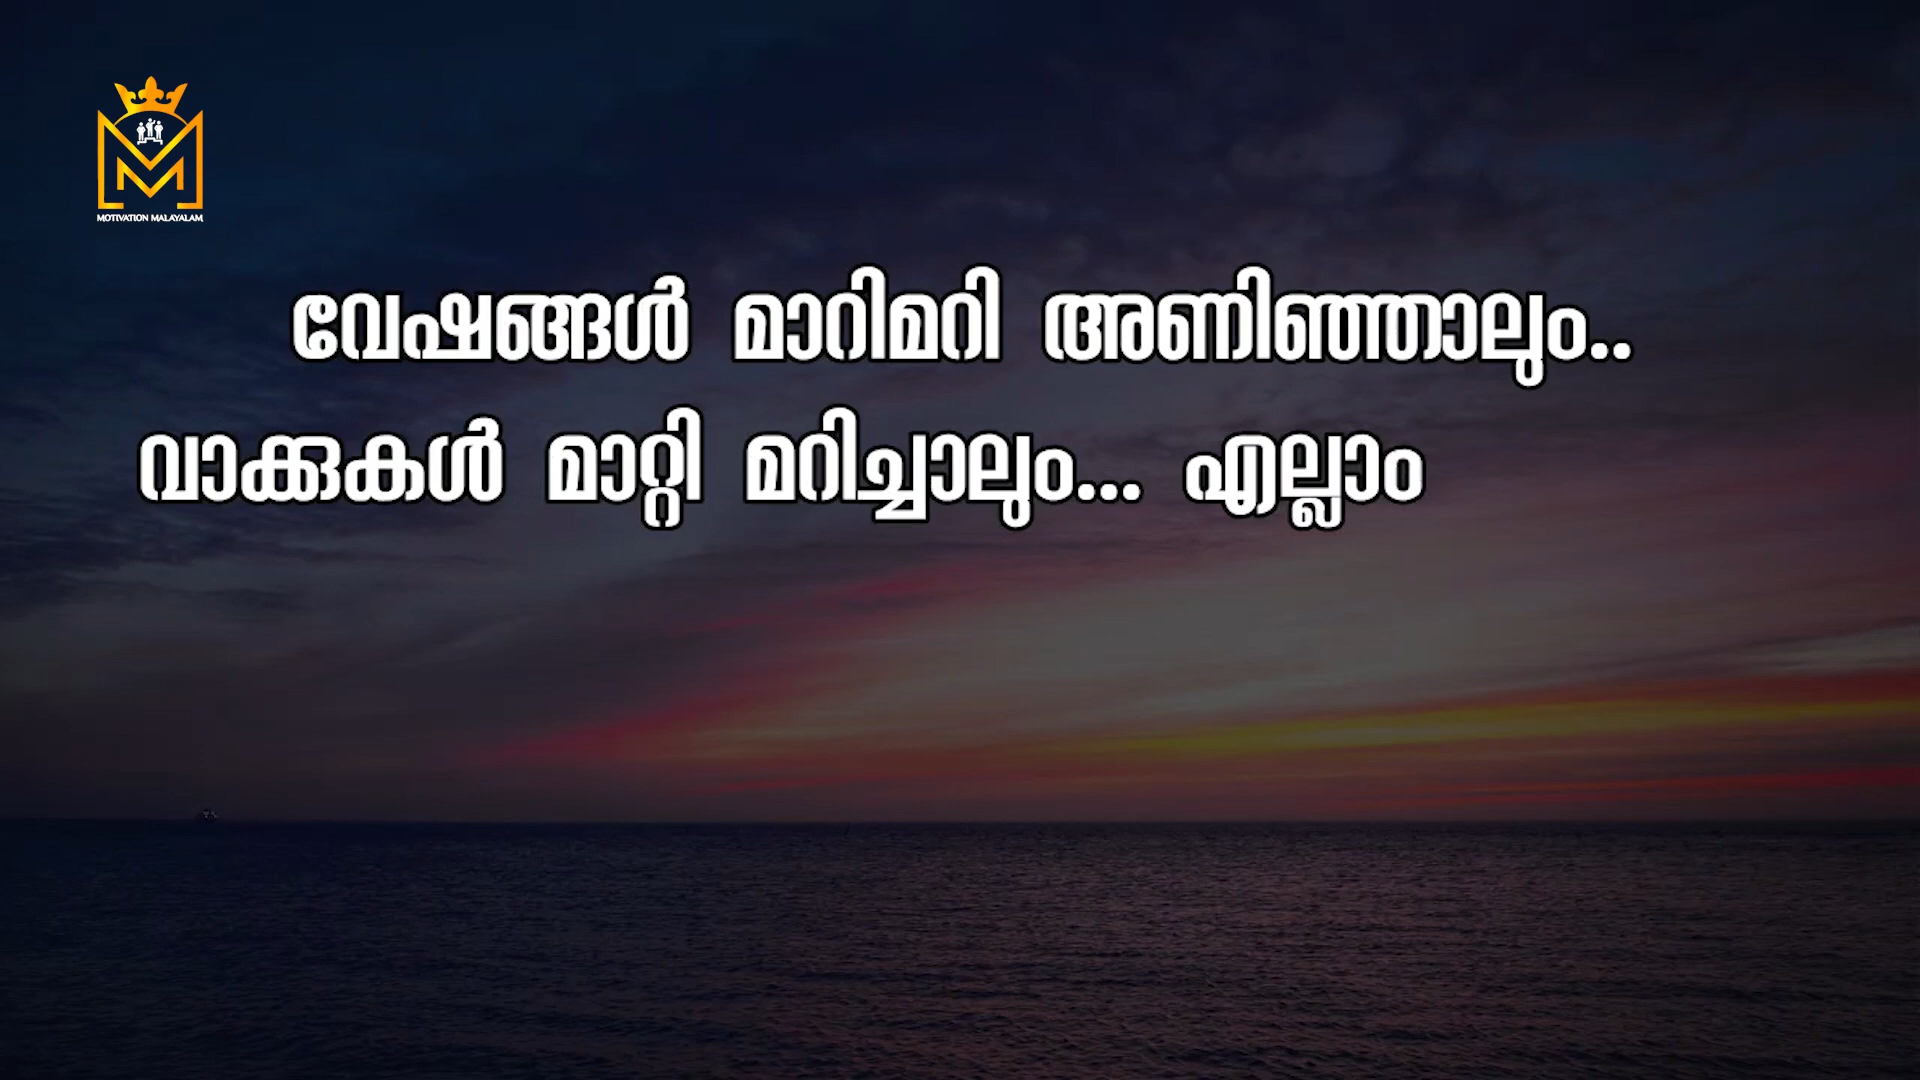 MOTIVATION MALAYALAM
വേഷങ്ങൾ മാറിമറി അണിഞ്ഞാലും..
വാക്കുകൾ മാറ്റി മറിച്ചാലും... എല്ലാം